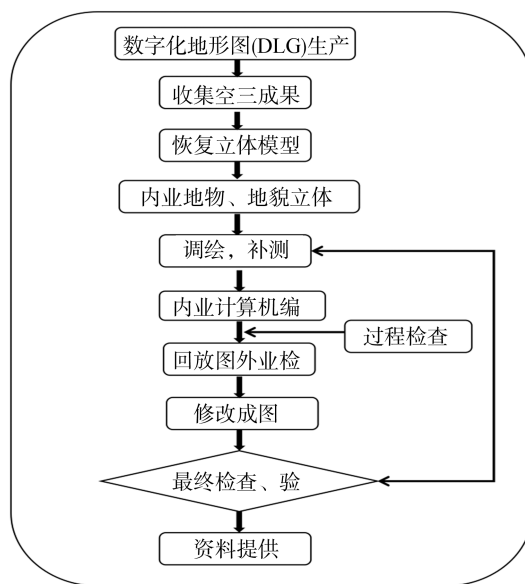 数字化地形图(DLG)生产
收集空三成果
恢复立体模型
内业地物、地貌立体
调绘，补测
内业计算机编
过程检查
回放图外业检
修改成图
最终检查、验
资料提供